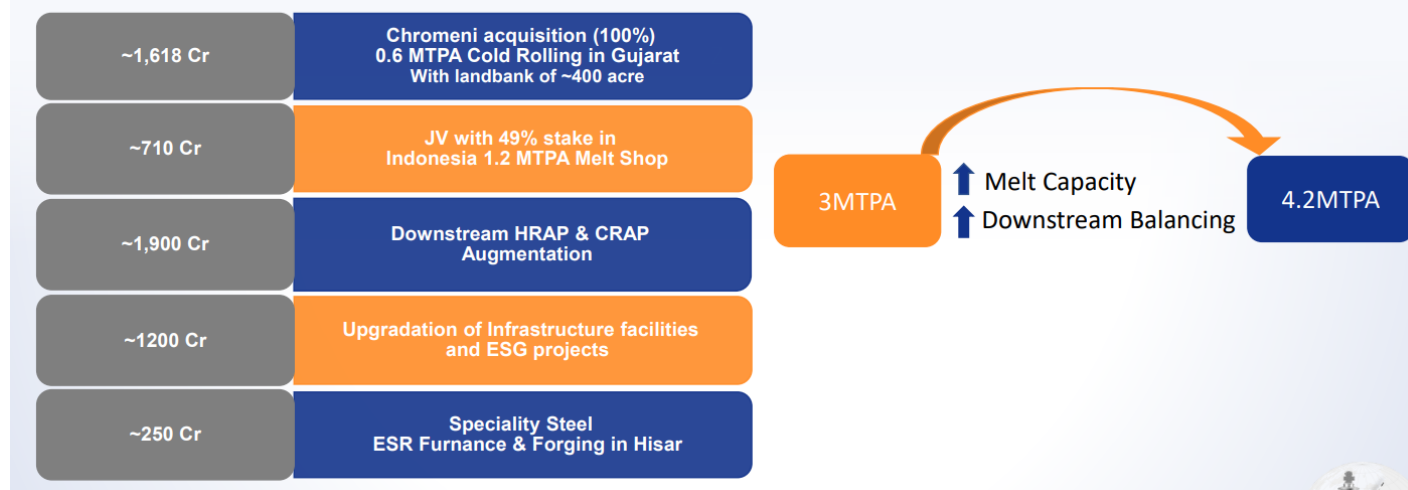 ~1,618 Cr
Chromeni acquisition (100%)
0.6 MTPA Cold Rolling in Gujarat
With landbank of ~400 acre
~710 Cr
JV with 49% stake in
Indonesia 1.2 MTPA Melt Shop
~1,900 Cr
Downstream HRAP & CRAP
Augmentation
~1200 Cr
Upgradation of Infrastructure facilities
and ESG projects
~250 Cr
Speciality Steel
ESR Furnance & Forging in Hisar
3MTPA
Melt Capacity
Downstream Balancing
4.2MTPA